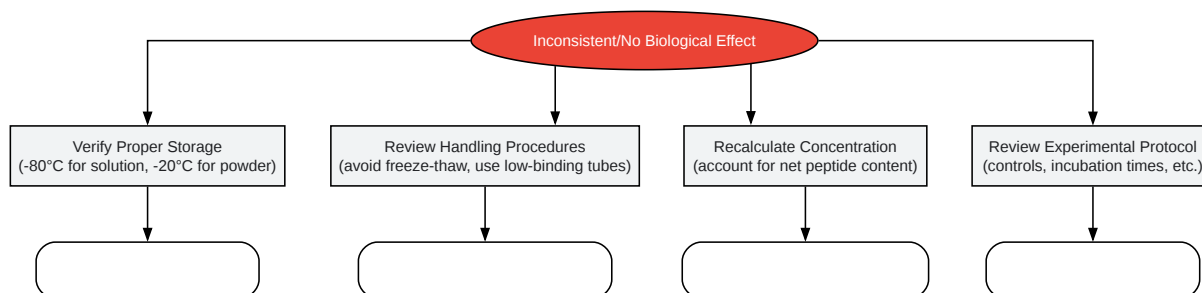 Inconsistent/No Biological Effect
Verify Proper Storage
(-80°C for solution, -20°C for powder)
Review Handling Procedures
(avoid freeze-thaw, use low-binding tubes)
Recalculate Concentration
(account for net peptide content)
Review Experimental Protocol
(controls, incubation times, etc.)